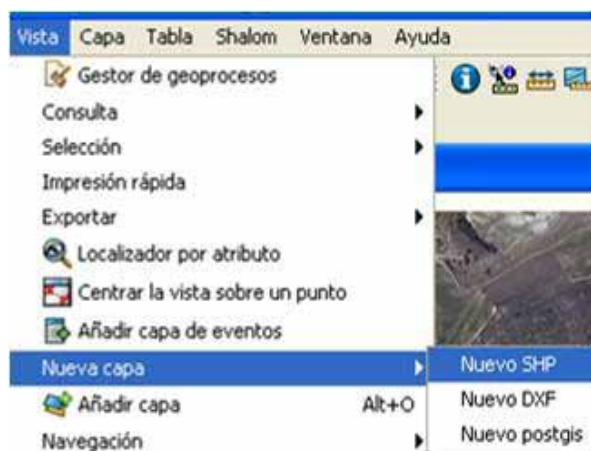 Vista Capa Tabla Shalom Ventana Ayuda
Gestor de geoprocesos
Consulta
Selección
Impresión rápida
Exportar
Localizador por atributo
Centrar la vista sobre un punto
Añadir capa de eventos
Nueva capa
Nuevo SHP
Añadir capa Alt+O
Nuevo DXF
Navegación
Nuevo postgis